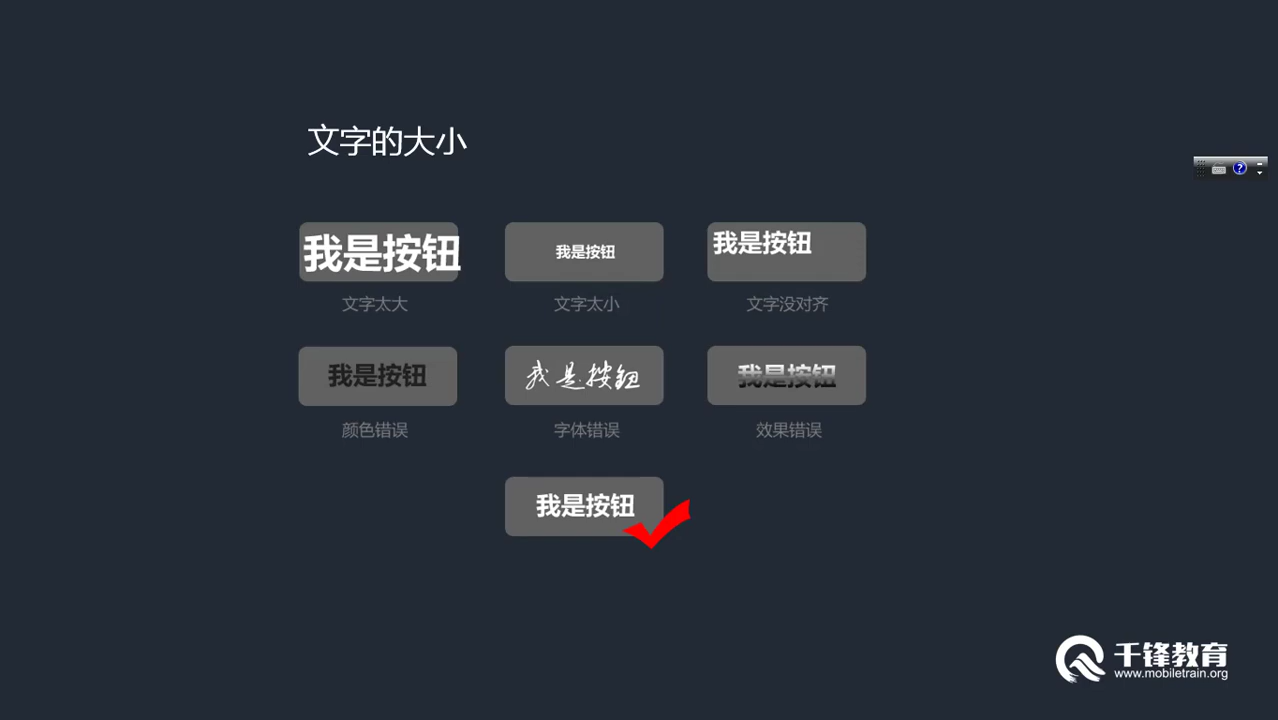 文字的大小
我是按钮
我是按钮
我是按钮
文字太大
文字太小
文字没对齐
我是按钮
我是按钮
我是按钮
颜色错误
字体错误
效果错误
我是按钮
千锋教育
www.mobiletrain.org